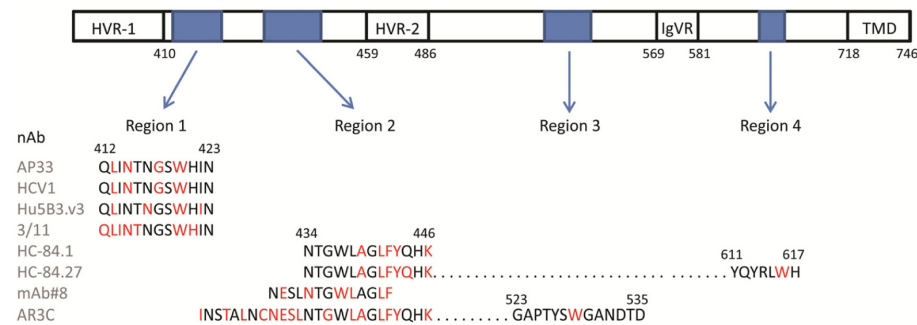 HVR-1 HVR-2 IgVR TMD
410 459 486 569 581 718 746
Region 1 Region 2 Region 3 Region 4
nAb
412 423
AP33 QLINTNGSWHIN
HCV1 QLINTNGSWHIN
Hu5B3.v3 QLINTNGSWHIN
3/11 QLINTNGSWHIN
434 446
HC-84.1 NTGWLAGLFYQHK
611 617
HC-84.27 NTGWLAGLFYQHK. . . . . . . . . . . . . . . . . . . . . . . . . . . . . . . . . YQYRLWH
mAb#8 NESLNTGWLAGLF
523 535
AR3C INSTALNCNESLNTGWLAGLFYQHK . . . . . . . . . GAPTYSWGANDTD